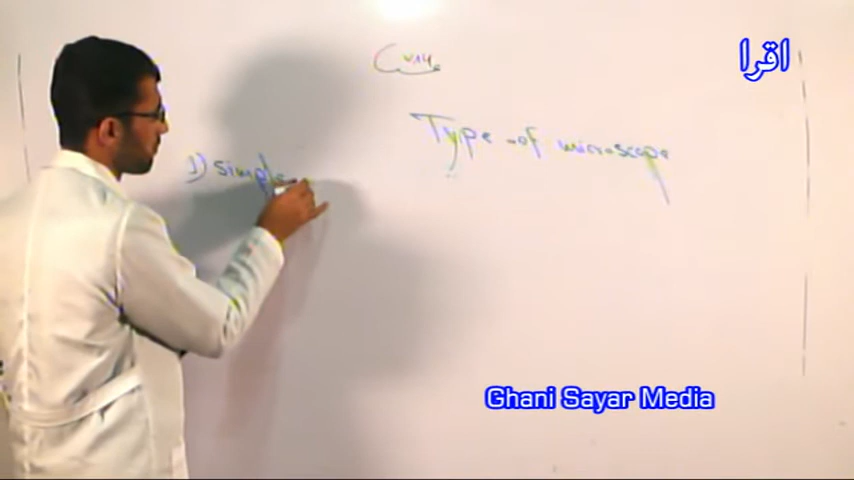 اقرا
Type of microscope
1) simple
Ghani Sayar Media